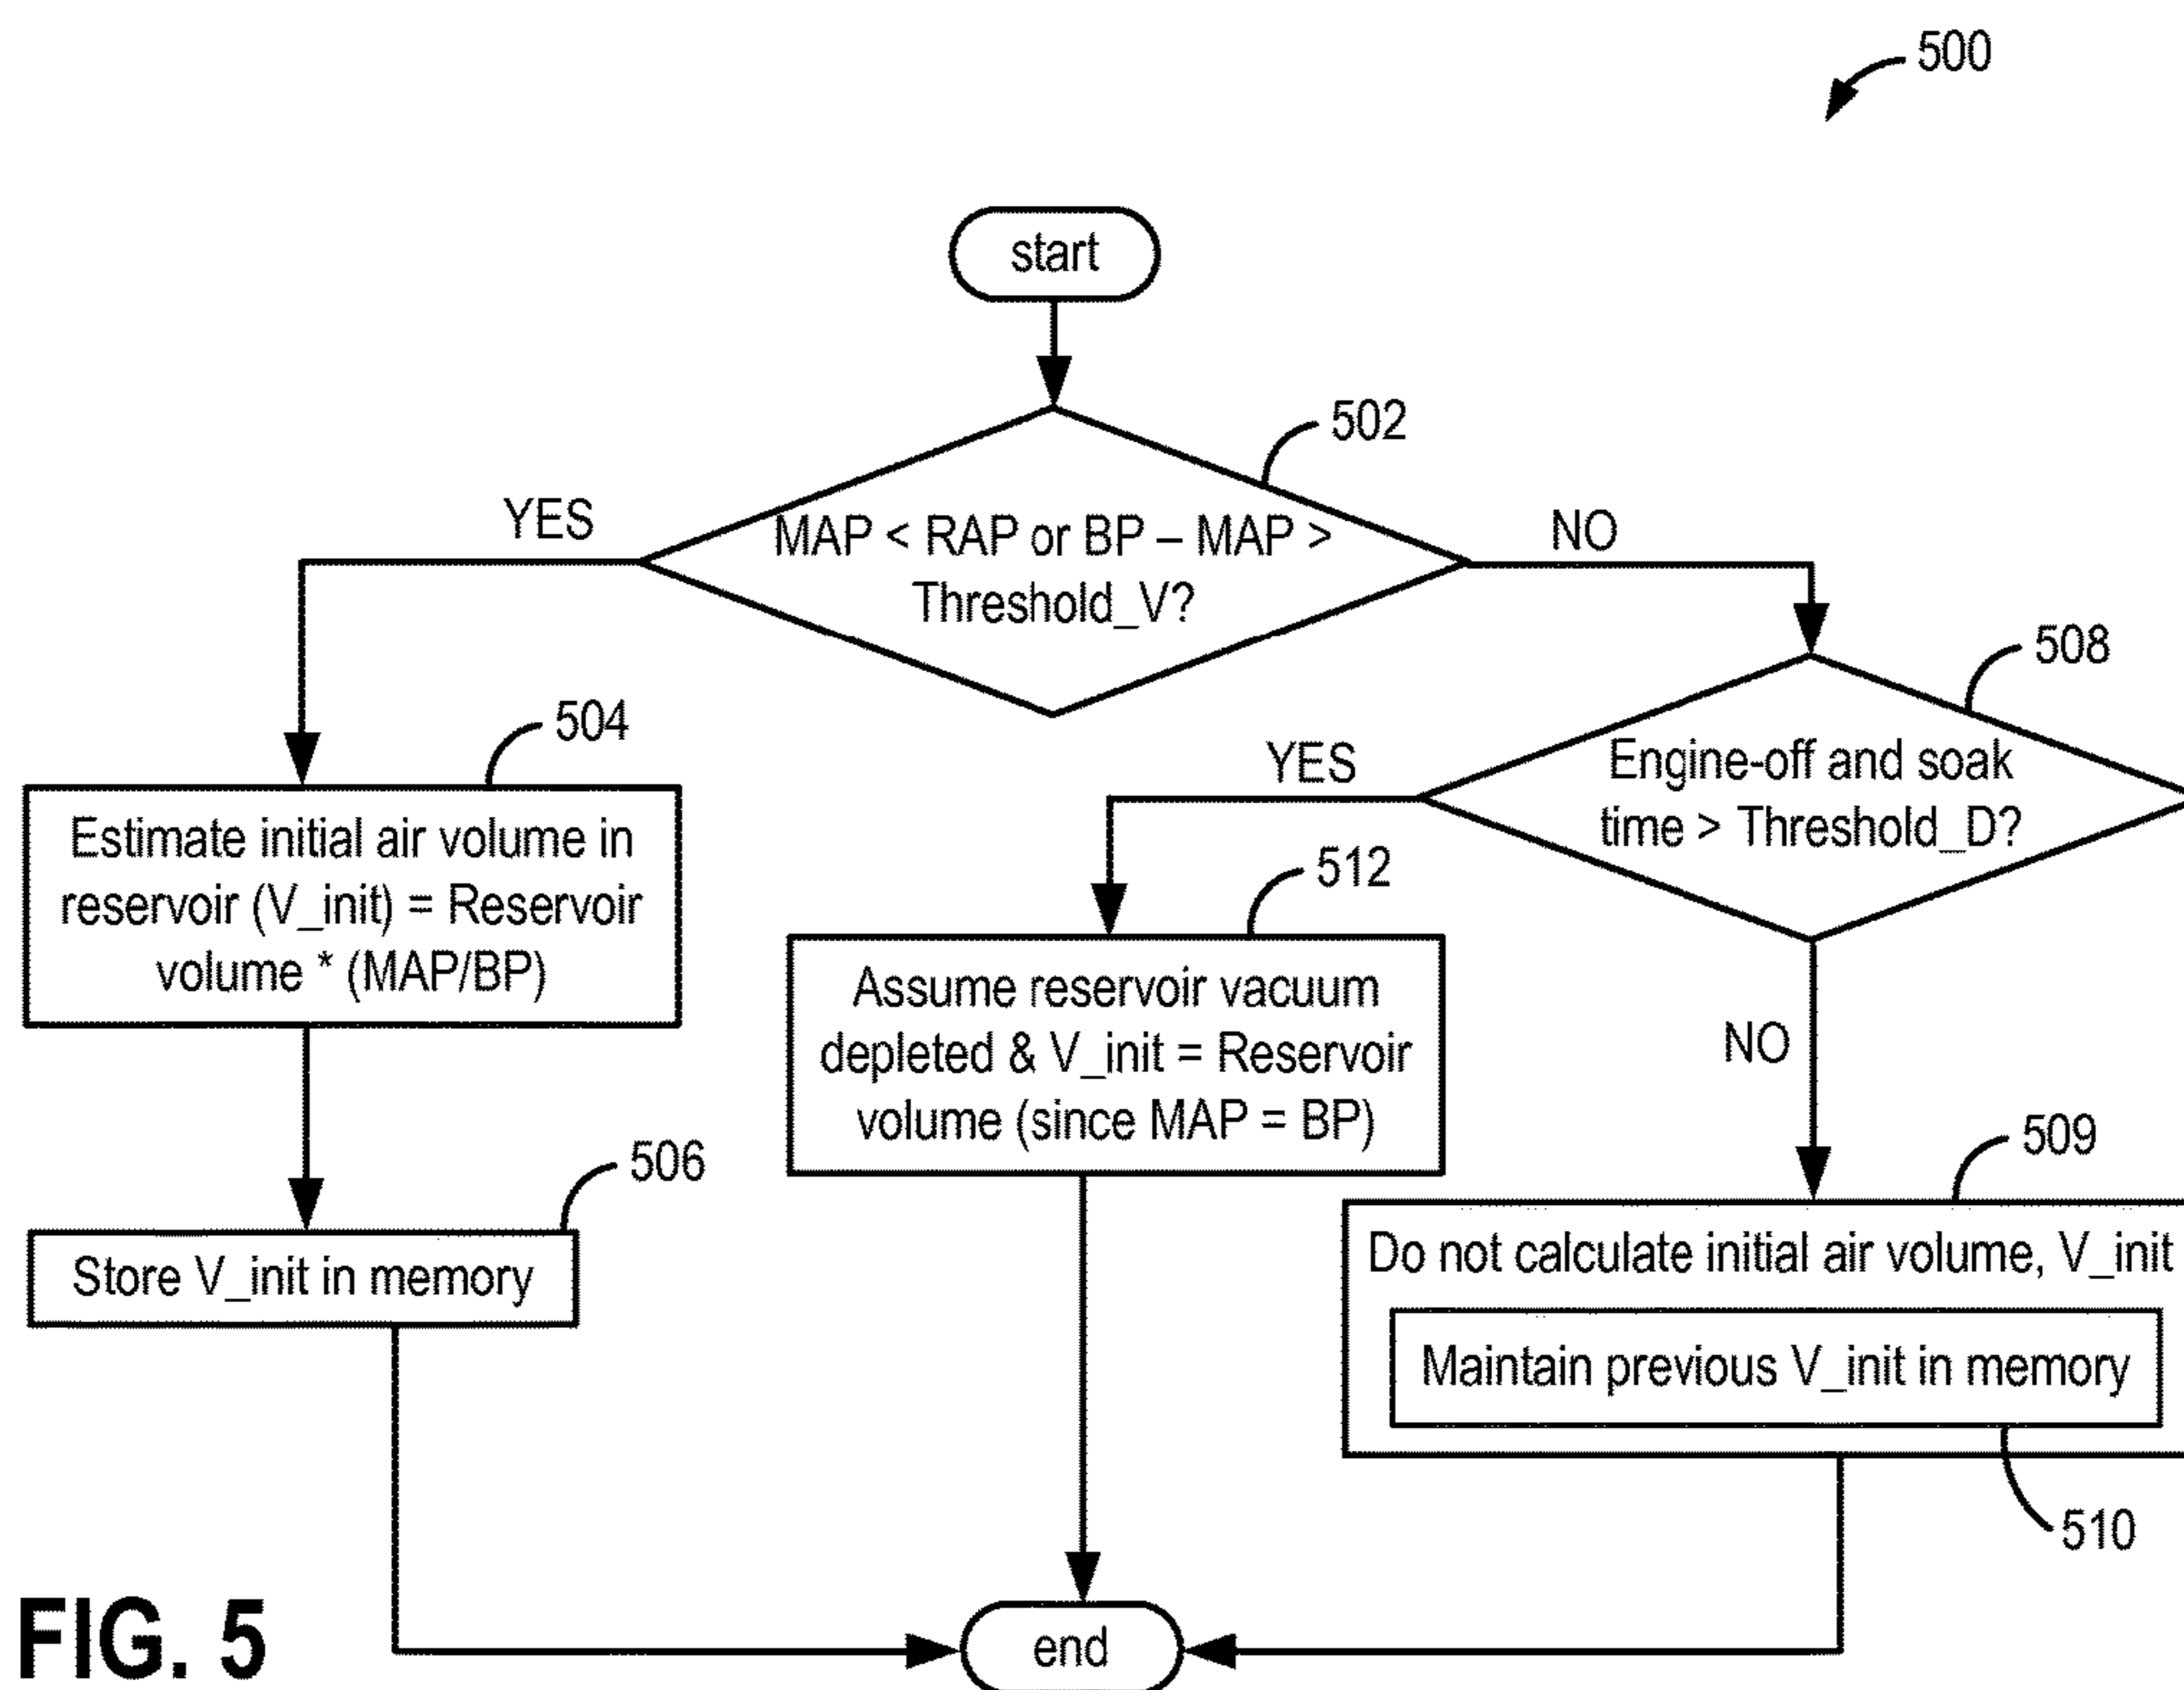 500
start
502
MAP < RAP or BP – MAP >
Threshold_V?
YES
NO
508
Engine-off and soak
time > Threshold_D?
YES
NO
504
Estimate initial air volume in
reservoir (V_init) = Reservoir
volume * (MAP/BP)
512
Assume reservoir vacuum
depleted & V_init = Reservoir
volume (since MAP = BP)
506
Store V_init in memory
509
Do not calculate initial air volume, V_init
Maintain previous V_init in memory
510
end
FIG. 5